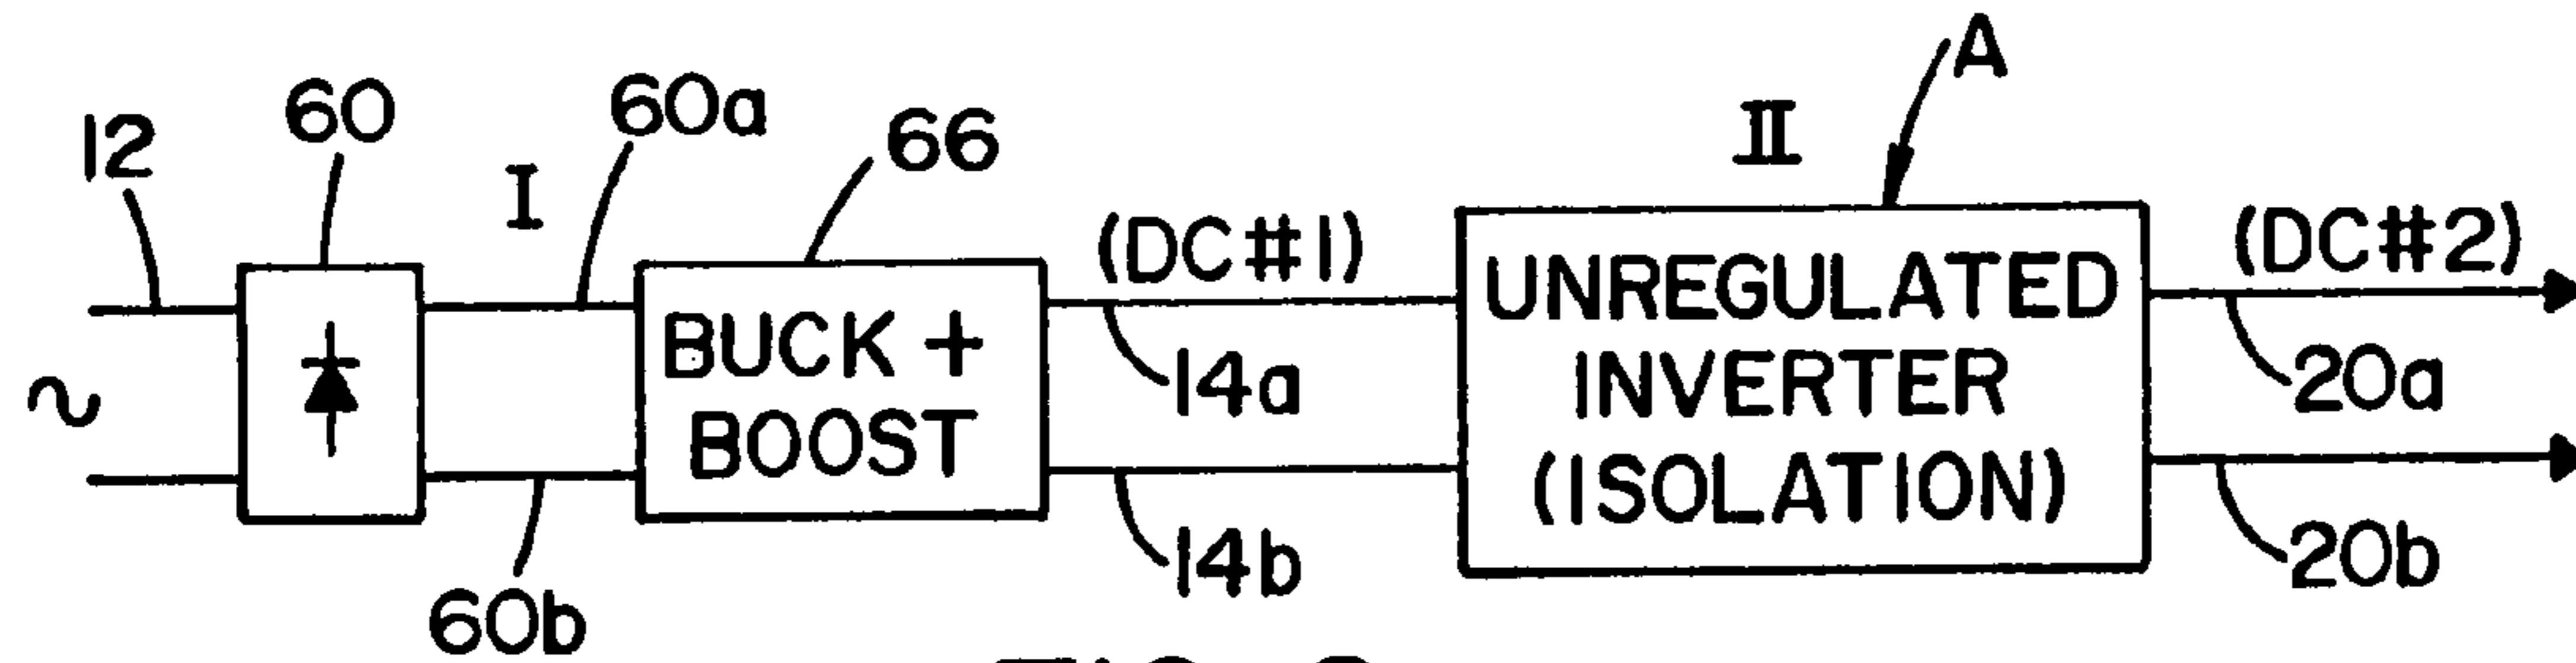 12
60
I
60a
66
(DC#1)
II
A
(DC#2)
~
BUCK +
BOOST
UNREGULATED
INVERTER
(ISOLATION)
14a
20a
14b
20b
60b